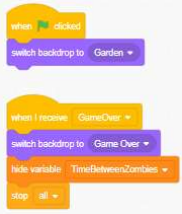 when clicked
switch backdrop to Garden
when I receive GameOver
switch backdrop to Game Over
hide variable TimeBetweenZombies
stop all